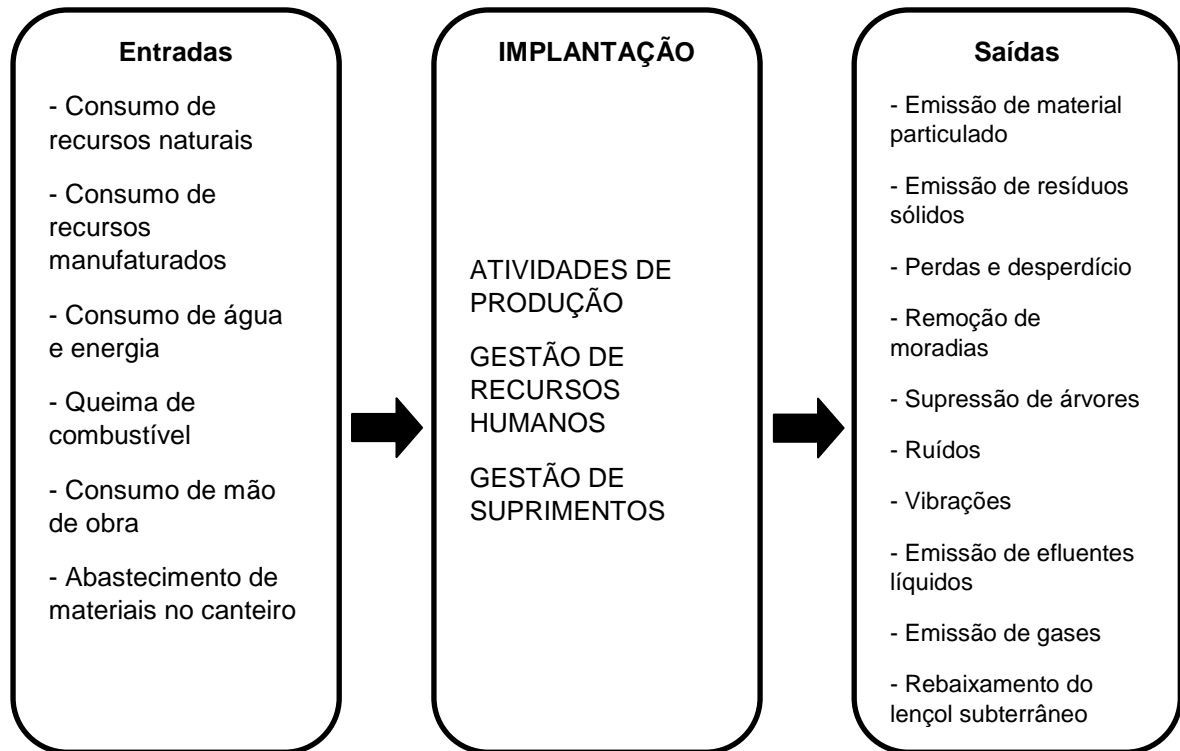 Entradas
- Consumo de
recursos naturais
- Consumo de
recursos
manufaturados
- Consumo de água
e energia
- Queima de
combustível
- Consumo de mão
de obra
- Abastecimento de
materiais no canteiro
IMPLANTAÇÃO
ATIVIDADES DE
PRODUÇÃO
GESTÃO DE
RECURSOS
HUMANOS
GESTÃO DE
SUPRIMENTOS
Saídas
- Emissão de material
particulado
- Emissão de resíduos
sólidos
- Perdas e desperdício
- Remoção de
moradias
- Supressão de árvores
- Ruídos
- Vibrações
- Emissão de efluentes
líquidos
- Emissão de gases
- Rebaixamento do
lençol subterrâneo